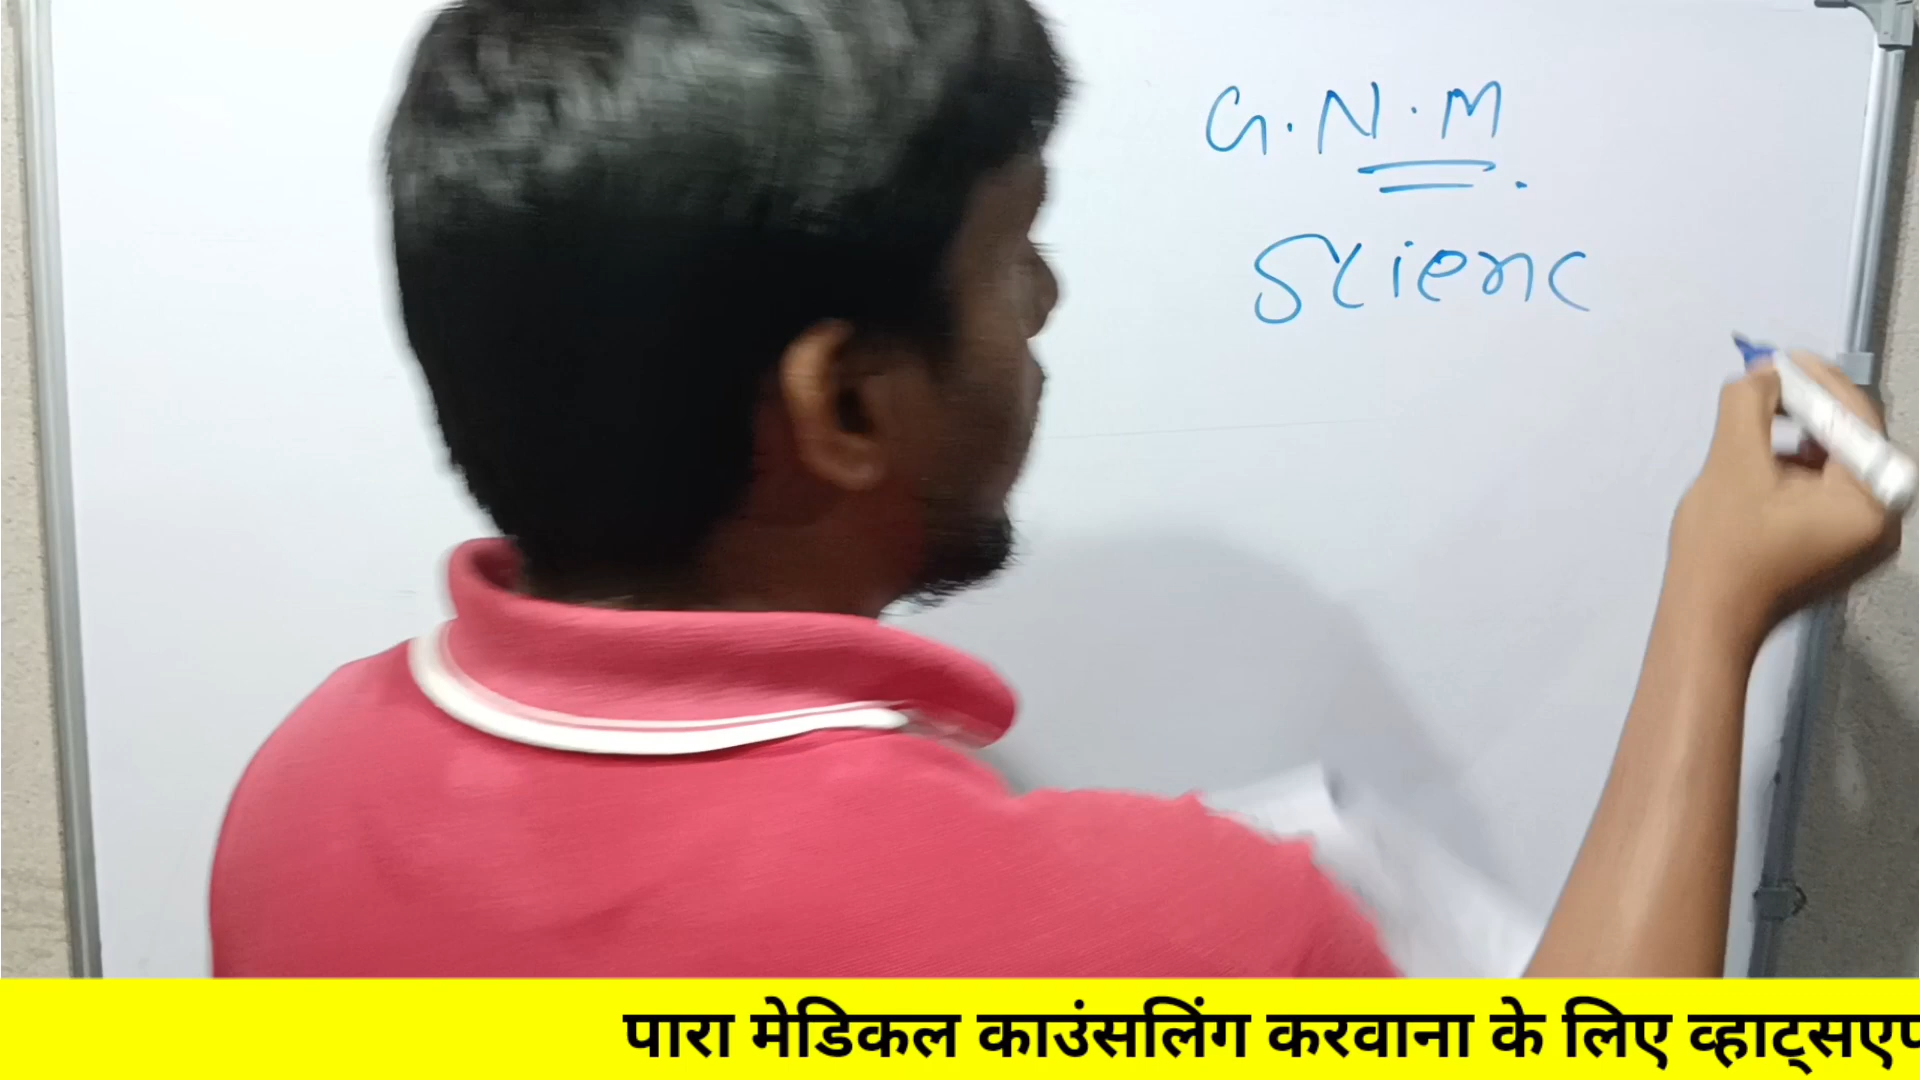 G.N.M.
Scienc
पारा मेडिकल काउंसलिंग करवाना के लिए व्हाट्सएप